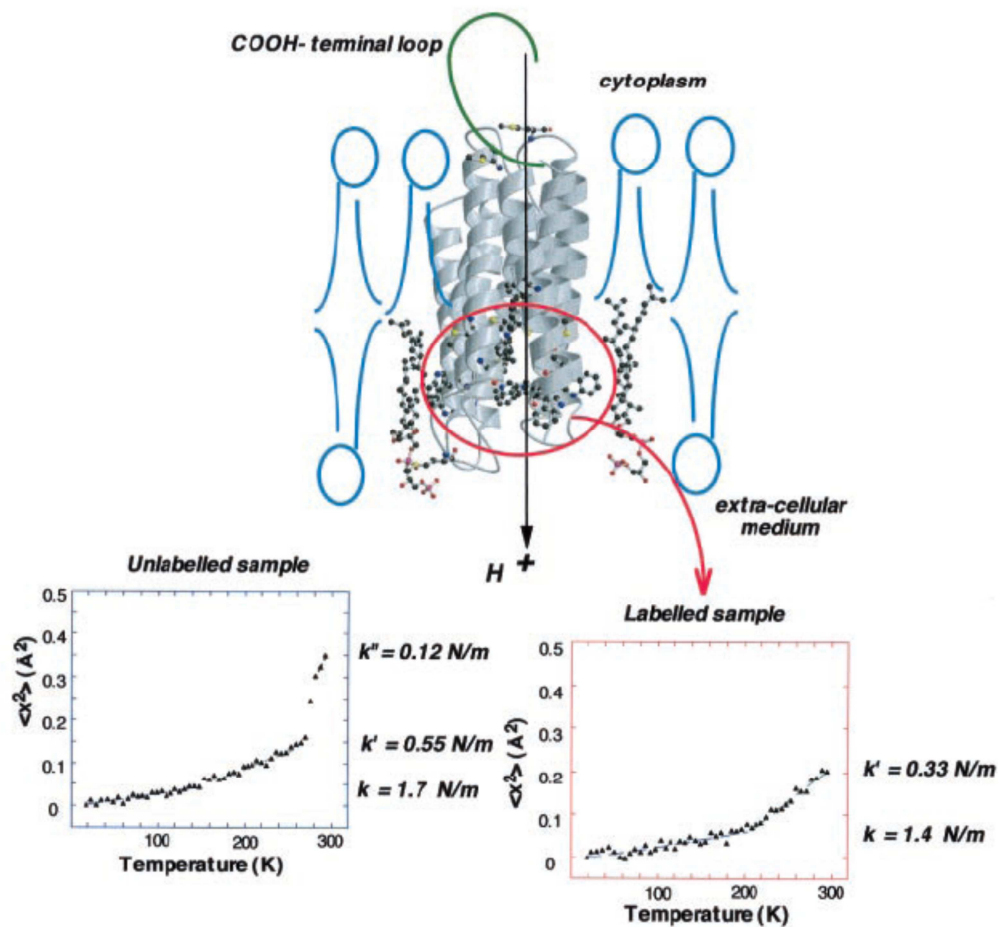 COOH- terminal loop
cytoplasm
extra-cellular
medium
H +
Unlabelled sample
<x²> (Å²)
0.5
0.4
0.3
0.2
0.1
0
100
200
300
Temperature (K)
k" = 0.12 N/m
k' = 0.55 N/m
k = 1.7 N/m
Labelled sample
<x²> (Å²)
0.5
0.4
0.3
0.2
0.1
0
100
200
300
Temperature (K)
k' = 0.33 N/m
k = 1.4 N/m